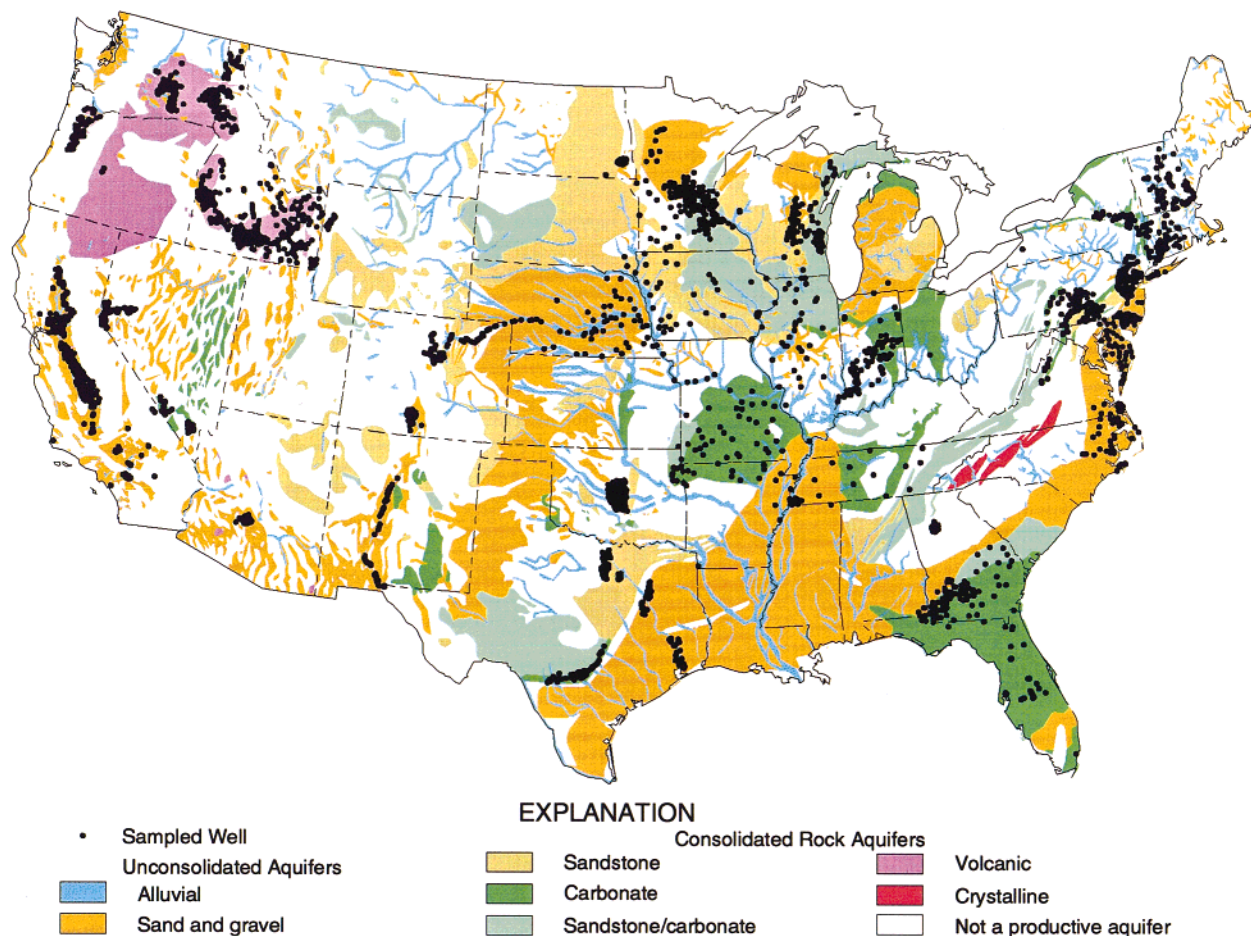 EXPLANATION
Sampled Well
Consolidated Rock Aquifers
Unconsolidated Aquifers
Sandstone
Volcanic
Alluvial
Carbonate
Crystalline
Sand and gravel
Sandstone/carbonate
Not a productive aquifer